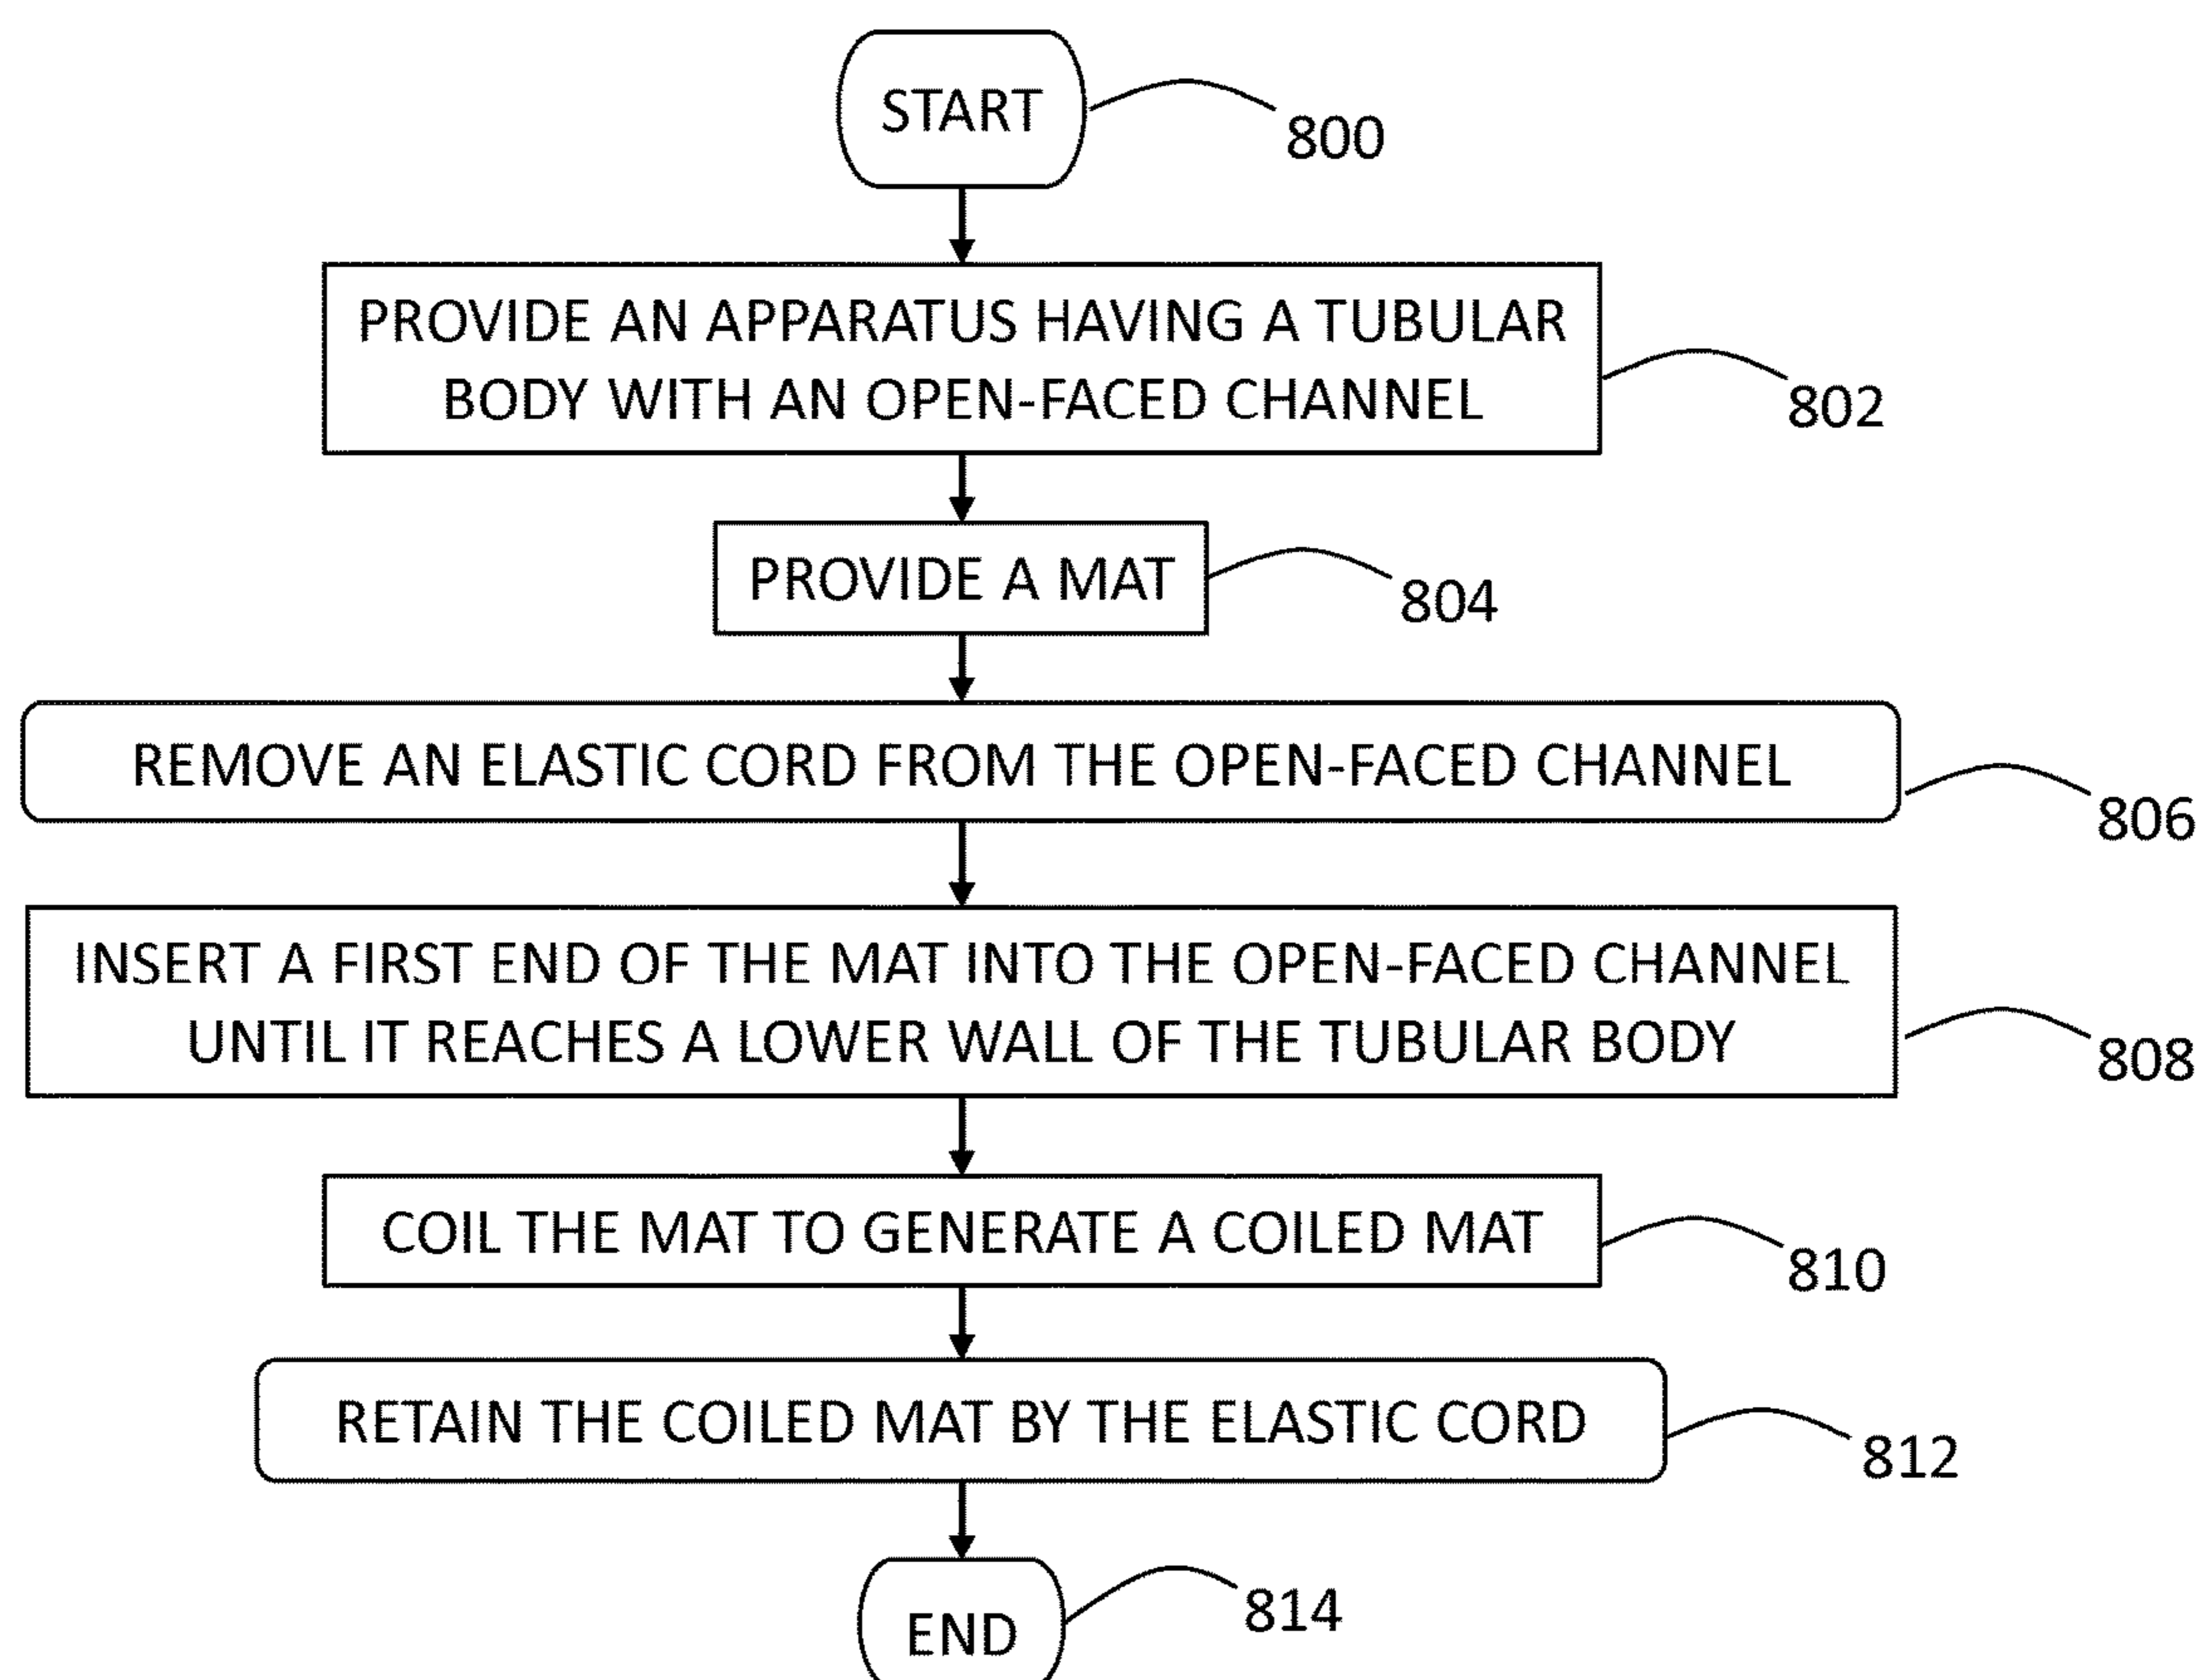 START
800
PROVIDE AN APPARATUS HAVING A TUBULAR
BODY WITH AN OPEN-FACED CHANNEL
802
PROVIDE A MAT
804
REMOVE AN ELASTIC CORD FROM THE OPEN-FACED CHANNEL
806
INSERT A FIRST END OF THE MAT INTO THE OPEN-FACED CHANNEL
UNTIL IT REACHES A LOWER WALL OF THE TUBULAR BODY
808
COIL THE MAT TO GENERATE A COILED MAT
810
RETAIN THE COILED MAT BY THE ELASTIC CORD
812
END
814